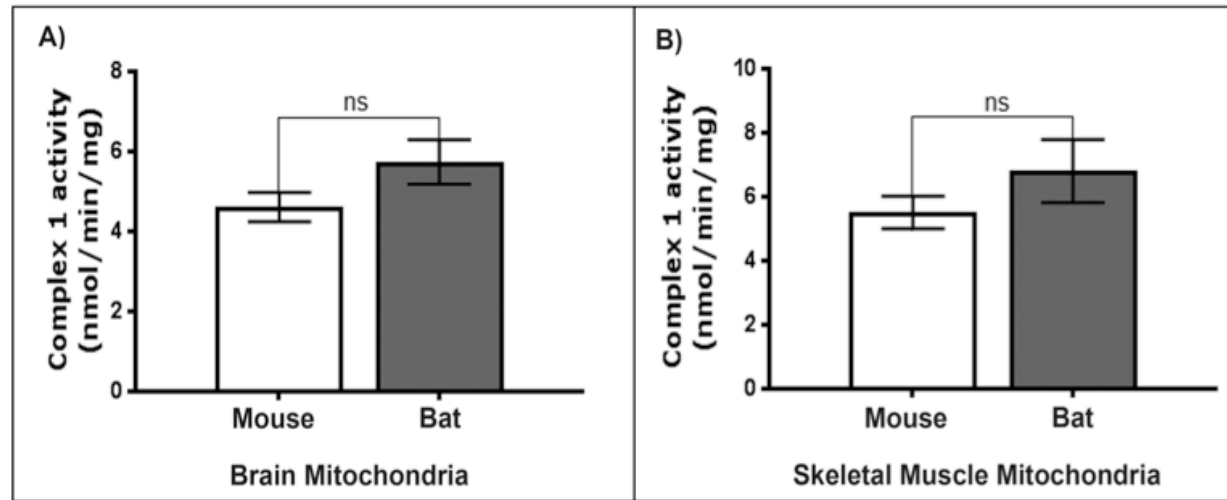 A)
Complex 1 activity
(nmol/min/mg)
8
6
4
2
0
ns
Mouse
Bat
Brain Mitochondria
B)
Complex 1 activity
(nmol/min/mg)
10
8
6
4
2
0
ns
Mouse
Bat
Skeletal Muscle Mitochondria